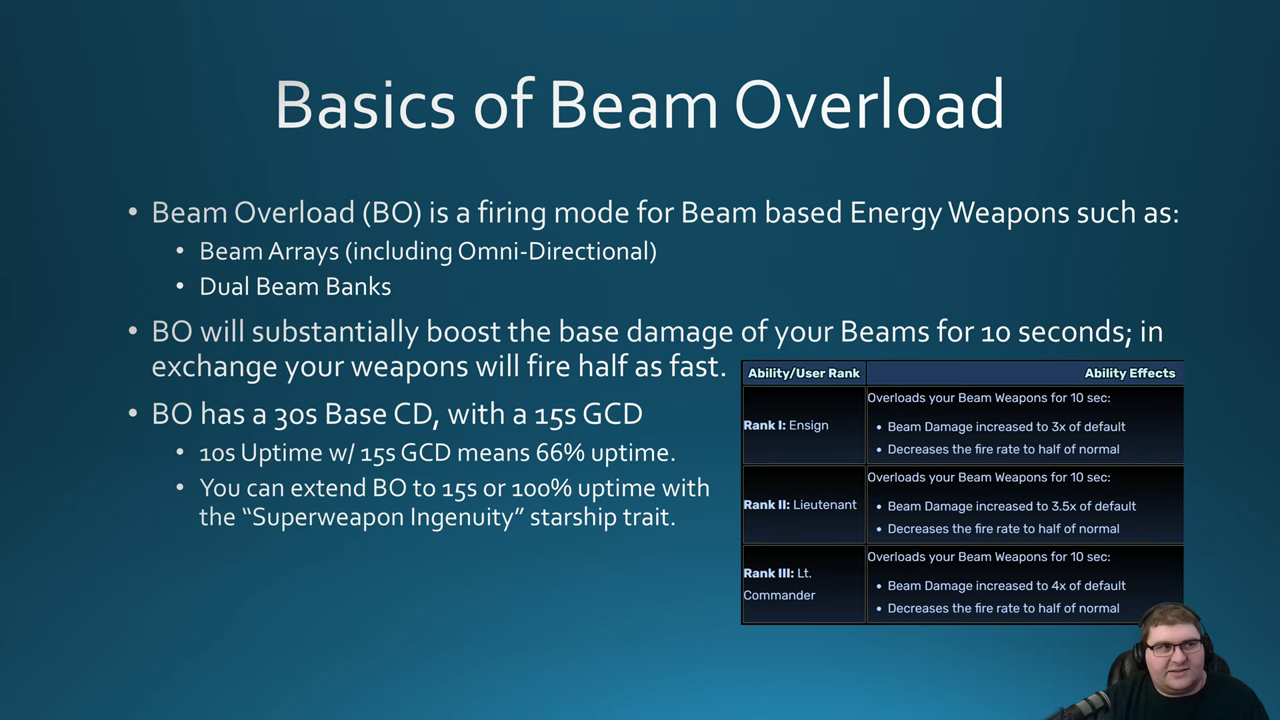 Basics of Beam Overload
• Beam Overload (BO) is a firing mode for Beam based Energy Weapons such as:
• Beam Arrays (including Omni-Directional)
• Dual Beam Banks
• BO will substantially boost the base damage of your Beams for 10 seconds; in
exchange your weapons will fire half as fast.
• BO has a 30s Base CD, with a 15s GCD
• 10s Uptime w/ 15s GCD means 66% uptime.
• You can extend BO to 15s or 100% uptime with
the “Superweapon Ingenuity” starship trait.
Ability/User Rank Ability Effects
Rank I: Ensign
Overloads your Beam Weapons for 10 sec:
• Beam Damage increased to 3x of default
• Decreases the fire rate to half of normal
Rank II: Lieutenant
Overloads your Beam Weapons for 10 sec:
• Beam Damage increased to 3.5x of default
• Decreases the fire rate to half of normal
Rank III: Lt.
Commander
Overloads your Beam Weapons for 10 sec:
• Beam Damage increased to 4x of default
• Decreases the fire rate to half of normal